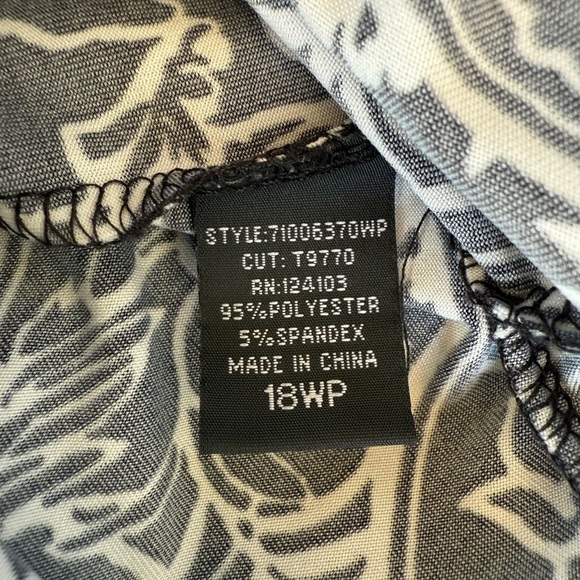 STYLE:71006370WP
CUT: T9770
RN:124103
95%POLYESTER
5%SPANDEX
MADE IN CHINA
18WP